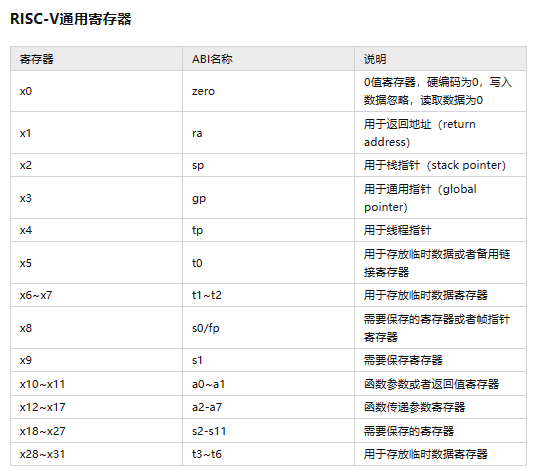 RISC-V通用寄存器
寄存器 ABI名称 说明
x0 zero 0值寄存器，硬编码为0，写入
数据忽略，读取数据为0
x1 ra 用于返回地址（return
address）
x2 sp 用于栈指针（stack pointer）
x3 gp 用于通用指针（global
pointer）
x4 tp 用于线程指针
x5 t0 用于存放临时数据或者备用链
接寄存器
x6~x7 t1~t2 用于存放临时数据寄存器
x8 s0/fp 需要保存的寄存器或者帧指针
寄存器
x9 s1 需要保存寄存器
x10~x11 a0~a1 函数参数或者返回值寄存器
x12~x17 a2-a7 函数传递参数寄存器
x18~x27 s2-s11 需要保存的寄存器
x28~x31 t3~t6 用于存放临时数据寄存器